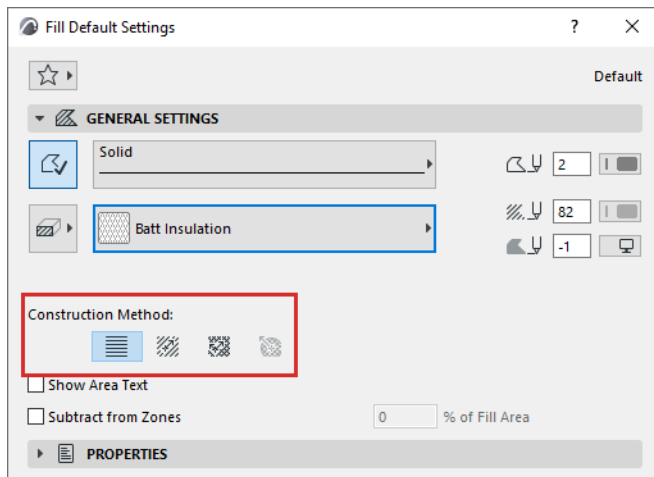 Fill Default Settings ?
Default
GENERAL SETTINGS
Solid
2
Batt Insulation
82
-1
Construction Method:
Show Area Text
Subtract from Zones 0 % of Fill Area
PROPERTIES